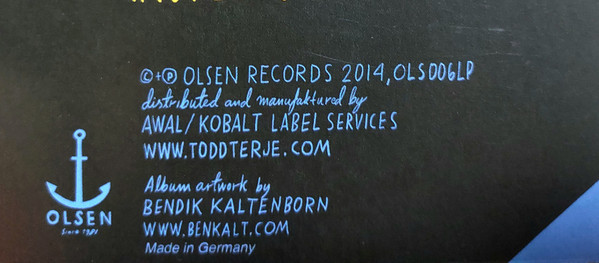 ©+℗ OLSEN RECORDS 2014, OLS006LP
distributed and manufaktured by
AWAL/KOBALT LABEL SERVICES
WWW.TODDTERJE.COM
Album artwork by
BENDIK KALTENBORN
WWW.BENKALT.COM
Made in Germany
OLSEN